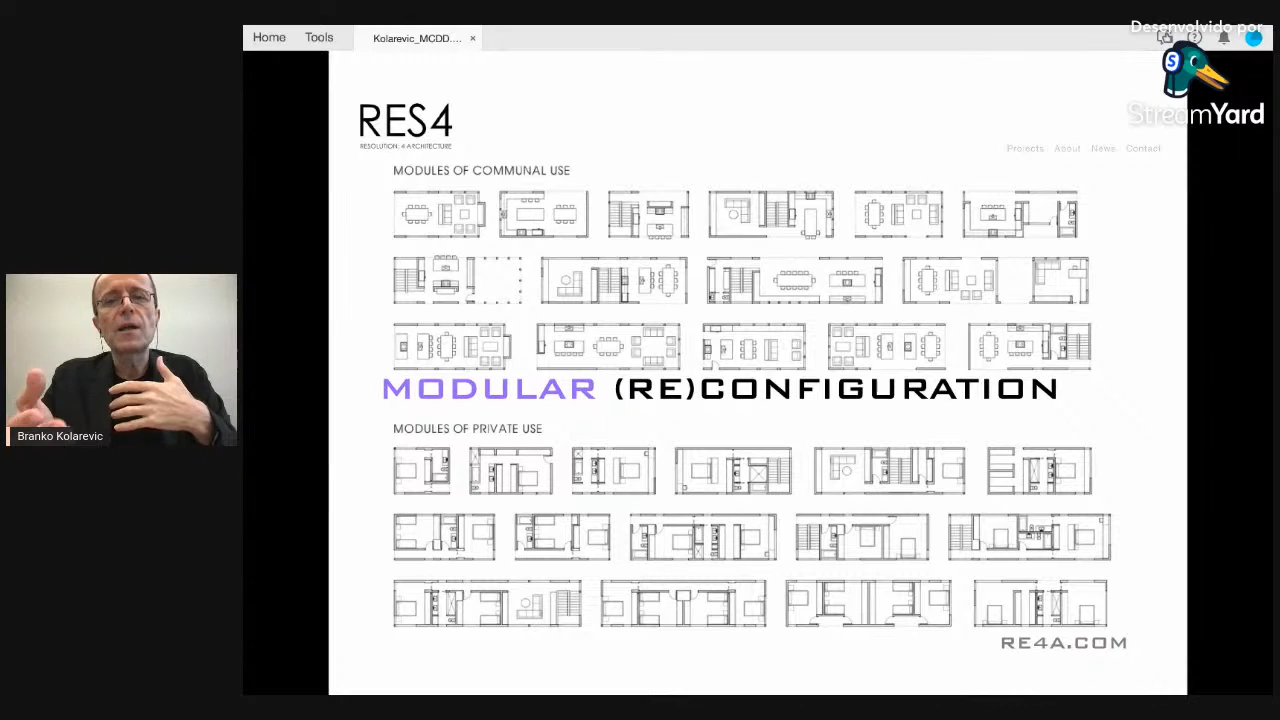 Desenvolvido por
Home Tools Kolarevic_MCDD.... ×
StreamYard
RES4
RESOLUTION: 4 ARCHITECTURE
Projects About News Contact
MODULES OF COMMUNAL USE
MODULAR (RE)CONFIGURATION
Branko Kolarevic
MODULES OF PRIVATE USE
RE4A.COM